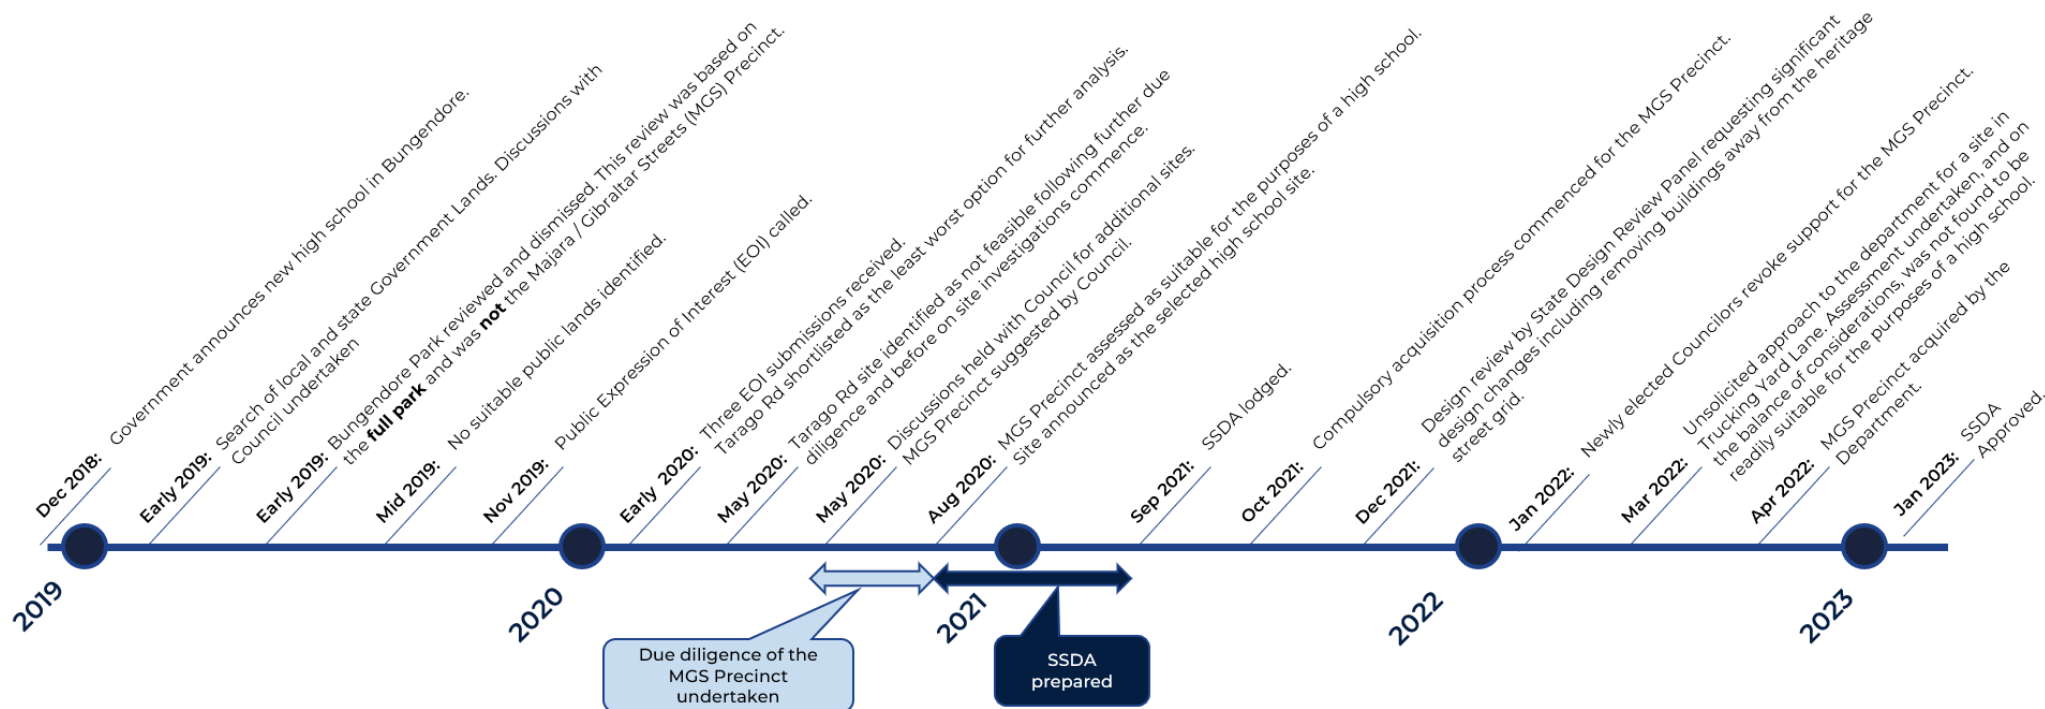 Dec 2018: Government announces new high school in Bungendore.
Early 2019: Search of local and state Government Lands. Discussions with
Council undertaken
Early 2019: Bungendore Park reviewed and dismissed. This review was based on
the full park and was not the Majara / Gibraltar Streets (MGS) Precinct.
Mid 2019: No suitable public lands identified.
Nov 2019: Public Expression of Interest (EOI) called.
Early 2020: Three EOI submissions received.
Tarago Rd shortlisted as the least worst option for further analysis.
May 2020: Tarago Rd site identified as not feasible following further due
diligence and before on site investigations commence.
May 2020: Discussions held with Council for additional sites.
MGS Precinct suggested by Council.
Aug 2020: MGS Precinct assessed as suitable for the purposes of a high school.
Site announced as the selected high school site.
Sep 2021: SSDA lodged.
Oct 2021: Compulsory acquisition process commenced for the MGS Precinct.
Dec 2021: Design review by State Design Review Panel requesting significant
design changes including removing buildings away from the heritage
street grid.
Jan 2022: Newly elected Councilors revoke support for the MGS Precinct.
Mar 2022: Unsolicited approach to the department for a site in
Trucking Yard Lane. Assessment undertaken, and on
the balance of considerations, was not found to be
readily suitable for the purposes of a high school.
Apr 2022: MGS Precinct acquired by the
Department.
Jan 2023: SSDA
Approved.
2019
2020
2021
2022
2023
Due diligence of the
MGS Precinct
undertaken
SSDA
prepared